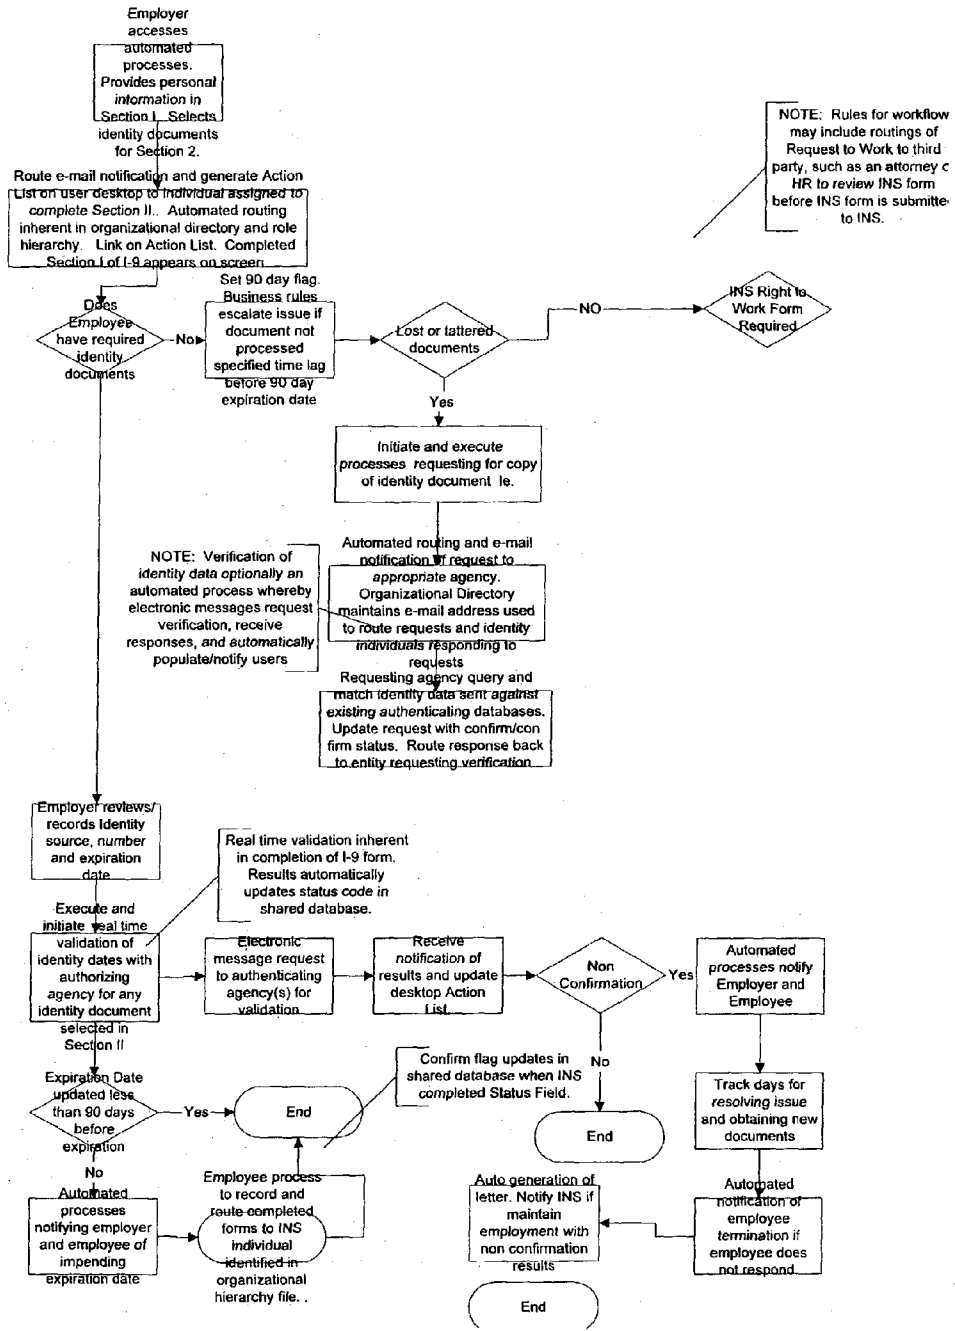 Employer
accesses
automated
processes.
Provides personal
information in
Section I. Selects
identity documents
for Section 2.
NOTE: Rules for workflow
may include routings of
Request to Work to third
party, such as an attorney
HR to review INS form
before INS form is submitte
to INS.
Route e-mail notification and generate Action
List on user desktop to individual assigned to
complete Section II.. Automated routing
inherent in organizational directory and role
hierarchy. Link on Action List. Completed
Section I of I-9 appears on screen
Does
Employee
have required
identity
documents
No
Set 90 day flag.
Business rules
escalate issue if
document not
processed
specified time lag
before 90 day
expiration date
Lost or tattered
documents
NO
INS Right to
Work Form
Required
Yes
Initiate and execute
processes requesting for copy
of identity document Ie.
NOTE: Verification of
identity data optionally an
automated process whereby
electronic messages request
verification, receive
responses, and automatically
populate/notify users
Automated routing and e-mail
notification of request to
appropriate agency.
Organizational Directory
maintains e-mail address used
to route requests and identity
individuals responding to
requests
Requesting agency query and
match identity data sent against
existing authenticating databases.
Update request with confirm/con
firm status. Route response back
to entity requesting verification
Employer reviews/
records Identity
source, number
and expiration
date
Real time validation inherent
in completion of I-9 form.
Results automatically
updates status code in
shared database.
Execute and
initiate real time
validation of
identity dates with
authorizing
agency for any
identity document
selected in
Section II
Electronic
message request
to authenticating
agency(s) for
validation
Receive
notification of
results and update
desktop Action
List.
Non
Confirmation
Yes
Automated
processes notify
Employer and
Employee
No
Confirm flag updates in
shared database when INS
completed Status Field.
Expiration Date
updated less
than 90 days
before
expiration
Yes
End
End
Track days for
resolving issue
and obtaining new
documents
No
Automated
processes
notifying employer
and employee of
impending
expiration date
Employee process
to record and
route completed
forms to INS
individual
identified in
organizational
hierarchy file. .
Auto generation of
letter. Notify INS if
maintain
employment with
non confirmation
results
Automated
notification of
employee
termination if
employee does
not respond.
End